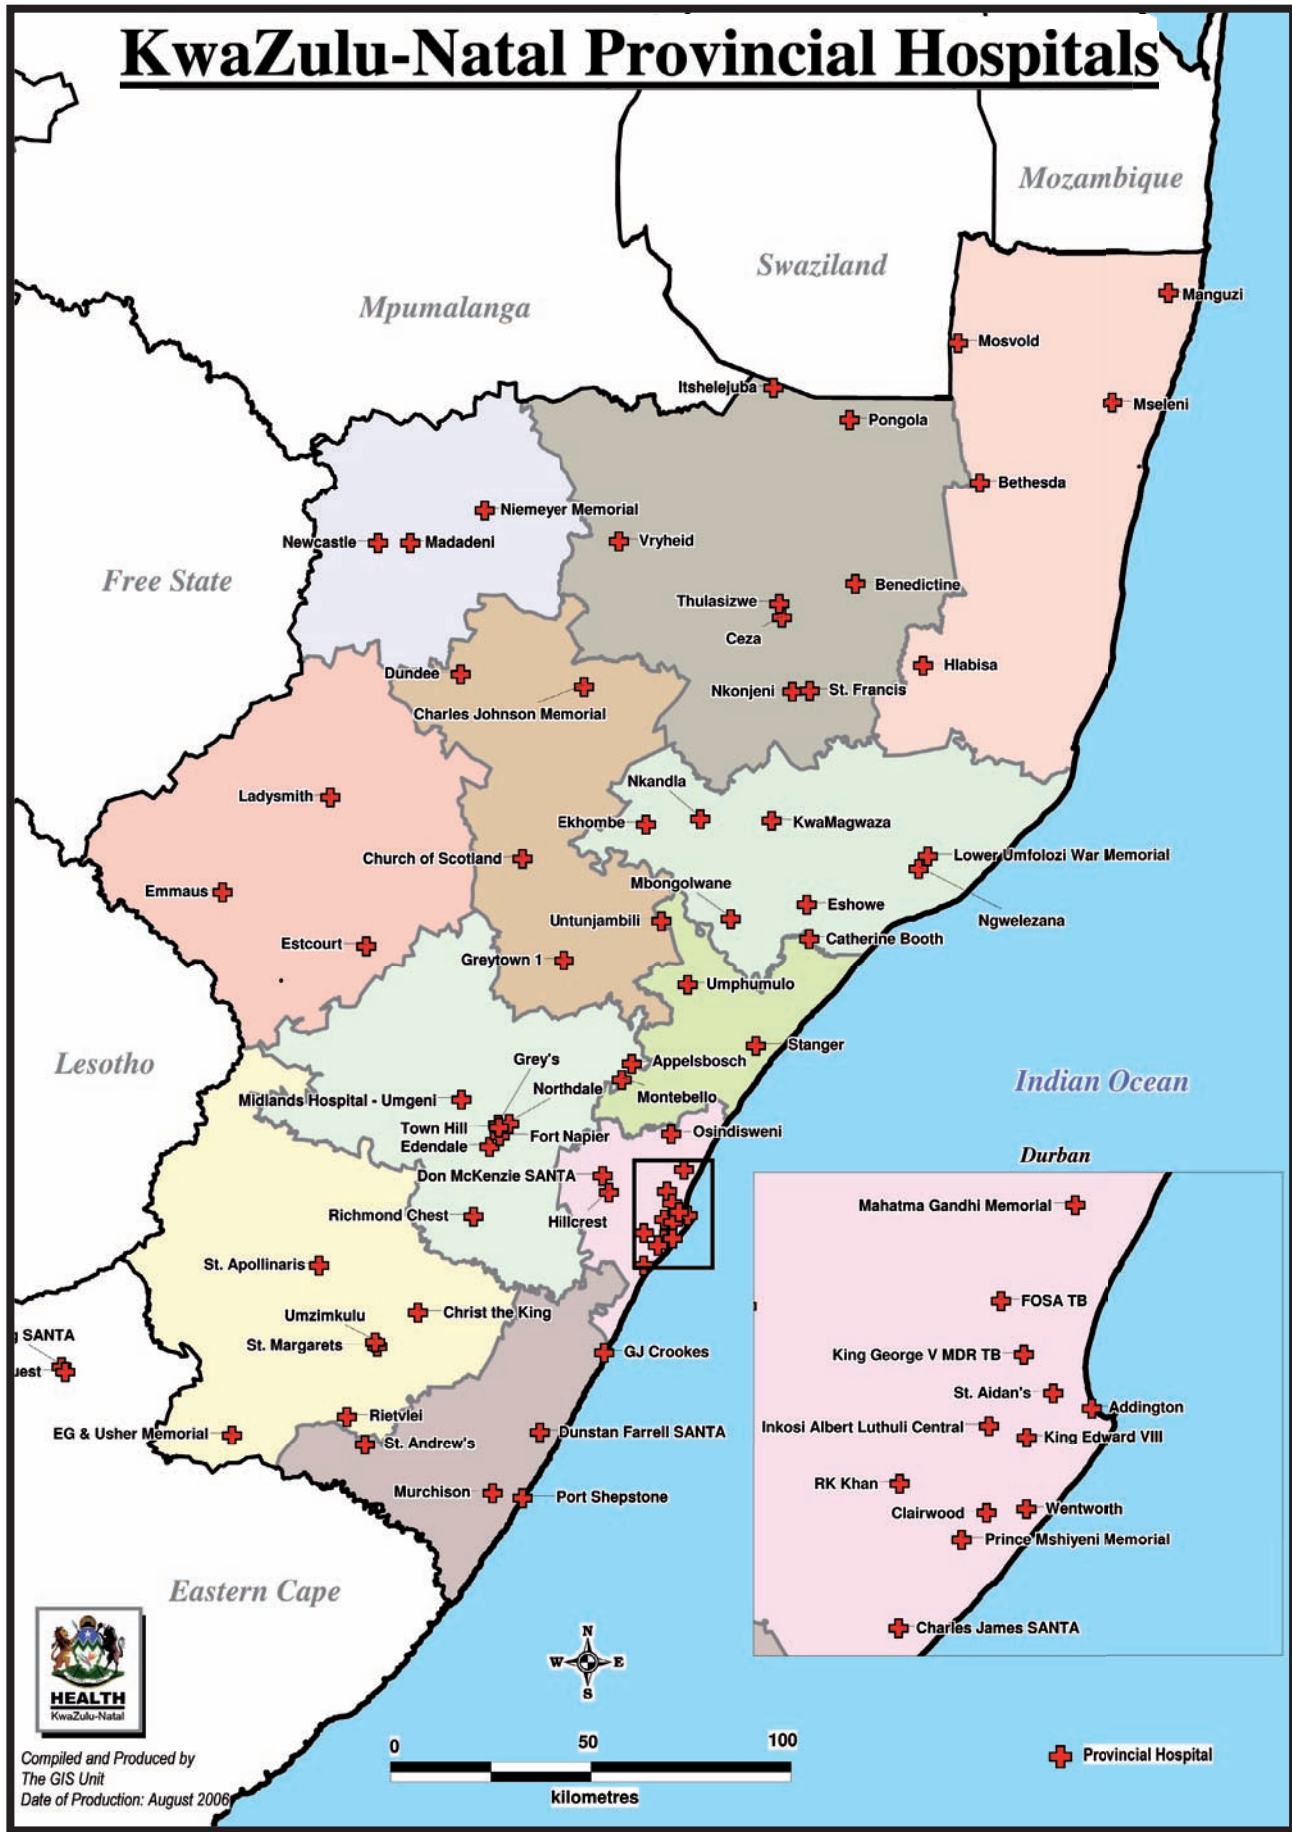 KwaZulu-Natal Provincial Hospitals
Mozambique
Swaziland
Mpumalanga
Manguzi
Mosvold
Itshelejuba
Mseleni
Pongola
Bethesda
Niemeyer Memorial
Newcastle
Madadeni
Vryheid
Free State
Benedictine
Thulasizwe
Ceza
Hlabisa
Dundee
Nkonjeni
St. Francis
Charles Johnson Memorial
Nkandla
Ladysmith
Ekhombe
KwaMagwaza
Church of Scotland
Lower Umfolozi War Memorial
Mbongolwane
Emmaus
Eshowe
Untunjambili
Ngwelezana
Catherine Booth
Estcourt
Greytown 1
Umphumulo
Stanger
Lesotho
Grey's
Appelsbosch
Indian Ocean
Northdale
Midlands Hospital - Umgeni
Montebello
Town Hill
Fort Napier
Osindisweni
Edendale
Durban
Don McKenzie SANTA
Mahatma Gandhi Memorial
Richmond Chest
Hillcrest
St. Apollinaris
FOSA TB
Umzimkulu
Christ the King
g SANTA
St. Margarets
GJ Crookes
King George V MDR TB
uest
St. Aidan's
Addington
Rietvlei
Inkosi Albert Luthuli Central
EG & Usher Memorial
Dunstan Farrell SANTA
King Edward VIII
St. Andrew's
RK Khan
Murchison
Port Shepstone
Clairwood
Wentworth
Prince Mshiyeni Memorial
Eastern Cape
Charles James SANTA
N
W
E
S
HEALTH
KwaZulu-Natal
0
50
100
kilometres
Provincial Hospital
Compiled and Produced by
The GIS Unit
Date of Production: August 2006